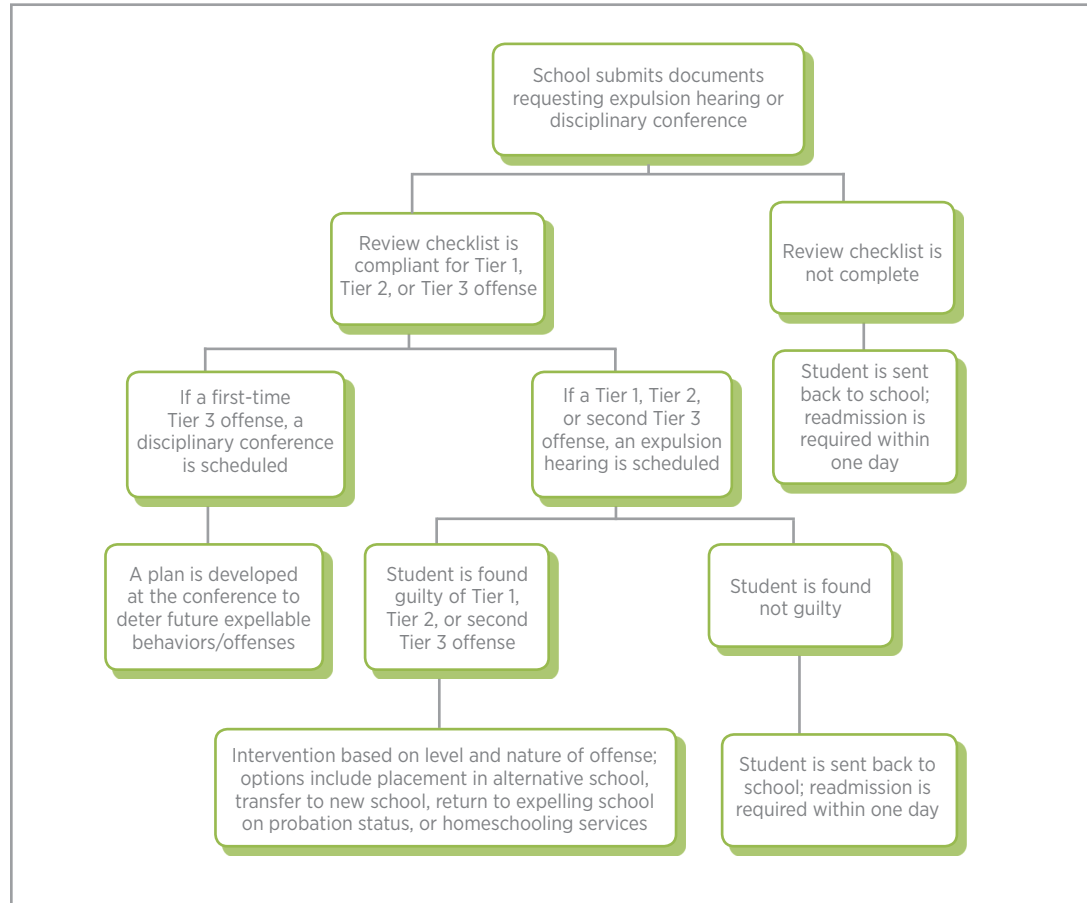 School submits documents
requesting expulsion hearing or
disciplinary conference
Review checklist is
compliant for Tier 1,
Tier 2, or Tier 3 offense
Review checklist is
not complete
If a first-time
Tier 3 offense, a
disciplinary conference
is scheduled
If a Tier 1, Tier 2,
or second Tier 3
offense, an expulsion
hearing is scheduled
Student is sent
back to school;
readmission is
required within
one day
A plan is developed
at the conference to
deter future expellable
behaviors/offenses
Student is found
guilty of Tier 1,
Tier 2, or second
Tier 3 offense
Student is found
not guilty
Intervention based on level and nature of offense;
options include placement in alternative school,
transfer to new school, return to expelling school
on probation status, or homeschooling services
Student is sent back to
school; readmission is
required within one day